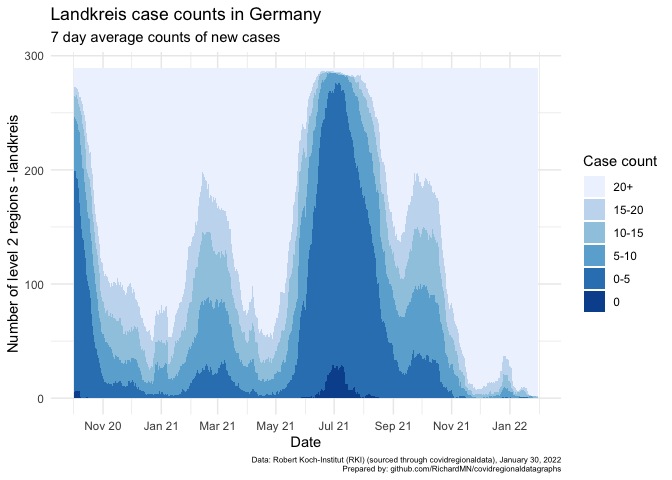 Landkreis case counts in Germany
7 day average counts of new cases
Number of level 2 regions - landkreis
300
200
100
0
Nov 20 Jan 21 Mar 21 May 21 Jul 21 Sep 21 Nov 21 Jan 22
Date
Case count
20+
15-20
10-15
5-10
0-5
0
Data: Robert Koch-Institut (RKI) (sourced through covidregionaldata), January 30, 2022
Prepared by: github.com/RichardMN/covidregionaldatagraphs